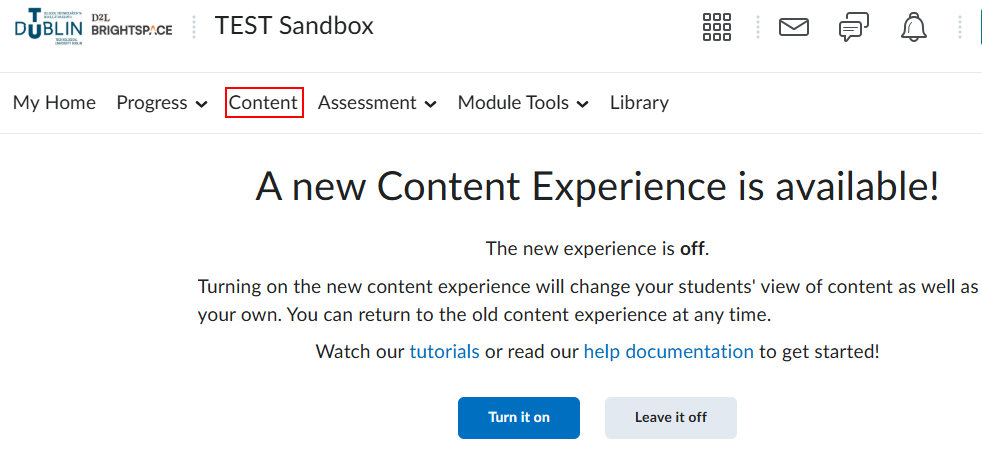 TU DUBLIN
D2L
BRIGHTSPACE
TEST Sandbox
My Home Progress Content Assessment Module Tools Library
A new Content Experience is available!
The new experience is off.
Turning on the new content experience will change your students' view of content as well as
your own. You can return to the old content experience at any time.
Watch our tutorials or read our help documentation to get started!
Turn it on Leave it off